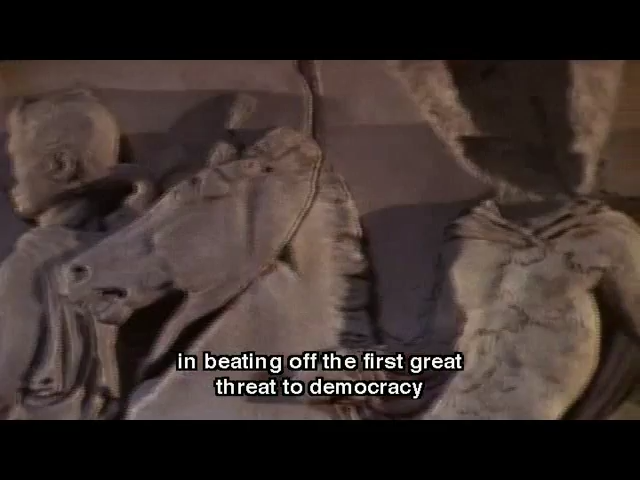 in beating off the first great
threat to democracy